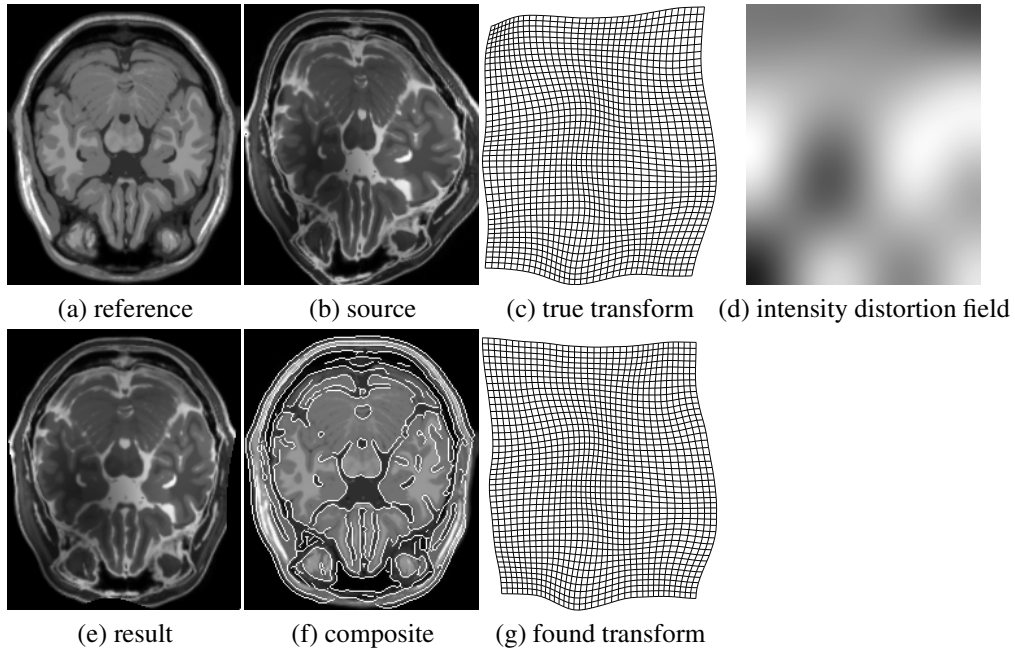 (a) reference (b) source (c) true transform (d) intensity distortion field
(e) result (f) composite (g) found transform